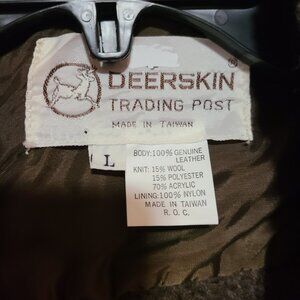 DEERSKIN®
TRADING POST
MADE IN TAIWAN
L
BODY:100% GENUINE
LEATHER
KNIT: 15% WOOL
15% POLYESTER
70% ACRYLIC
LINING:100% NYLON
MADE IN TAIWAN
R. O. C.